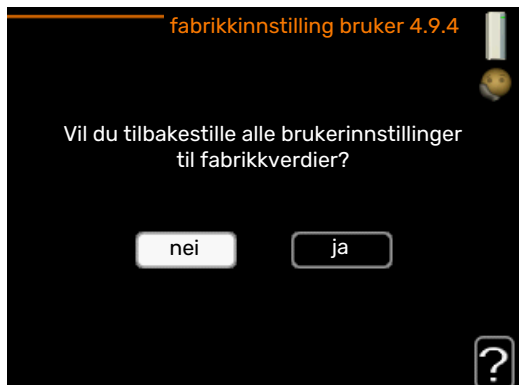 fabrikkinnstilling bruker 4.9.4
Vil du tilbakestille alle brukerinnstillinger
til fabrikkverdier?
nei
ja
?